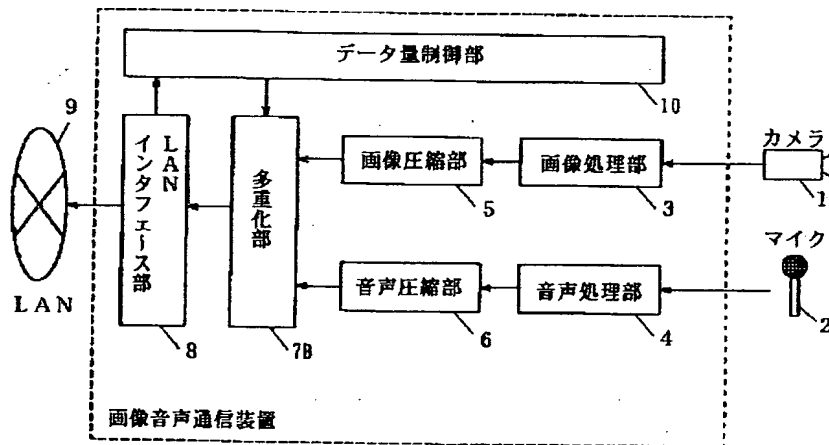 データ量制御部
10
9
LAN
LAN
インタフェース部
8
多重化部
7B
画像圧縮部
5
画像処理部
3
カメラ
1
音声圧縮部
6
音声処理部
4
マイク
2
画像音声通信装置